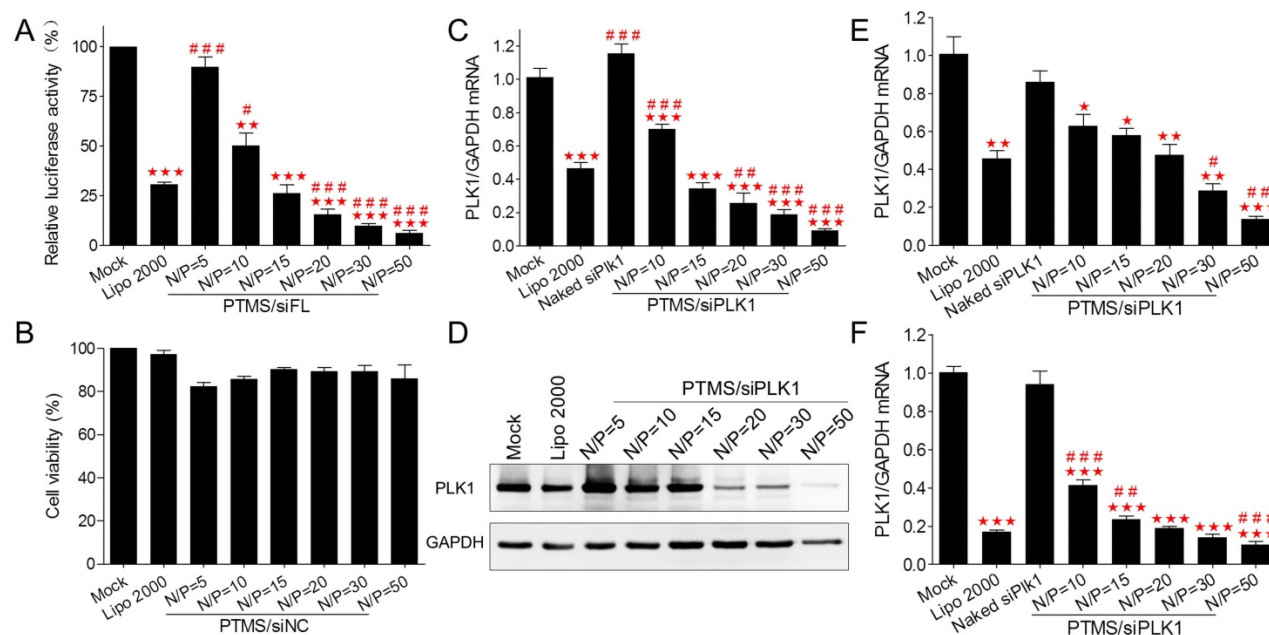 A
Relative luciferase activity (%)
100
75
50
25
0
###
#
★★
★★★
★★★
###
★★★
###
★★★
###
★★★
Mock
Lipo 2000
N/P=5
N/P=10
N/P=15
N/P=20
N/P=30
N/P=50
PTMS/siFL
B
Cell viability (%)
100
80
60
40
20
0
Mock
Lipo 2000
N/P=5
N/P=10
N/P=15
N/P=20
N/P=30
N/P=50
PTMS/siNC
C
PLK1/GAPDH mRNA
1.2
1.0
0.8
0.6
0.4
0.2
0.0
★★★
###
###
★★★
★★★
##
★★★
###
★★★
###
★★★
Mock
Lipo 2000
Naked siPlk1
N/P=10
N/P=15
N/P=20
N/P=30
N/P=50
PTMS/siPLK1
D
PTMS/siPLK1
Mock
Lipo 2000
N/P=5
N/P=10
N/P=15
N/P=20
N/P=30
N/P=50
PLK1
GAPDH
E
PLK1/GAPDH mRNA
1.0
0.8
0.6
0.4
0.2
0.0
★★
★
★
★★
#
★★
##
★★★
Mock
Lipo 2000
Naked siPLK1
N/P=10
N/P=15
N/P=20
N/P=30
N/P=50
PTMS/siPLK1
F
PLK1/GAPDH mRNA
1.2
1.0
0.8
0.6
0.4
0.2
0.0
★★★
###
★★★
##
★★★
★★★
★★★
###
★★★
Mock
Lipo 2000
Naked siPlk1
N/P=10
N/P=15
N/P=20
N/P=30
N/P=50
PTMS/siPLK1